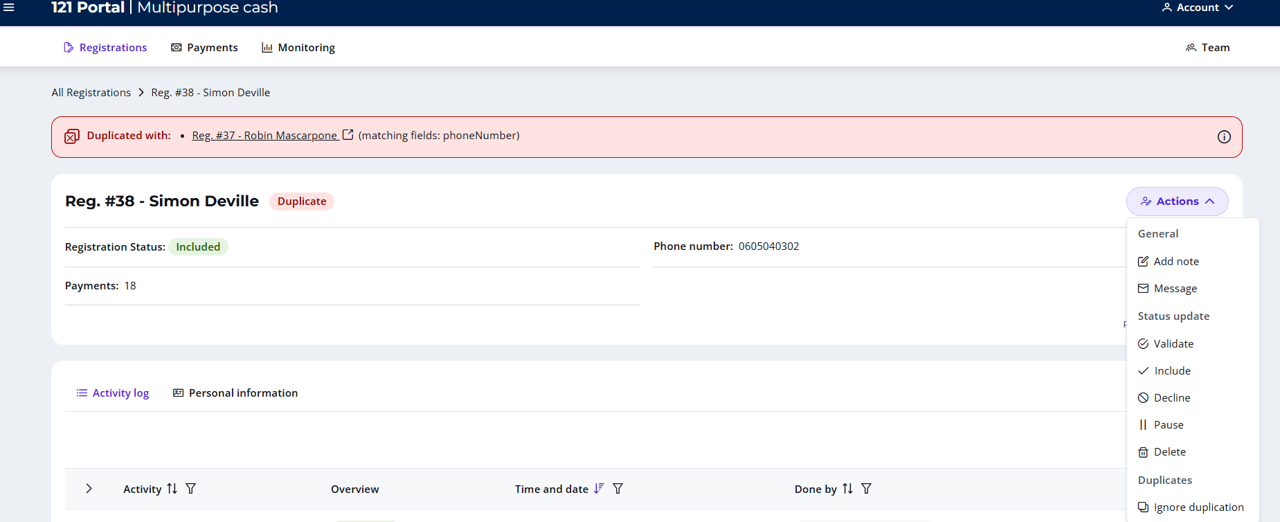 121 Portal | Multipurpose cash
Account
Registrations
Payments
Monitoring
Team
All Registrations > Reg. #38 - Simon Deville
Duplicated with: • Reg. #37 - Robin Mascarpone (matching fields: phoneNumber)
Reg. #38 - Simon Deville
Duplicate
Actions
Registration Status: Included
Phone number: 0605040302
Payments: 18
General
Add note
Message
Status update
Validate
Include
Decline
Pause
Delete
Duplicates
Ignore duplication
Activity log
Personal information
Activity
Overview
Time and date
Done by